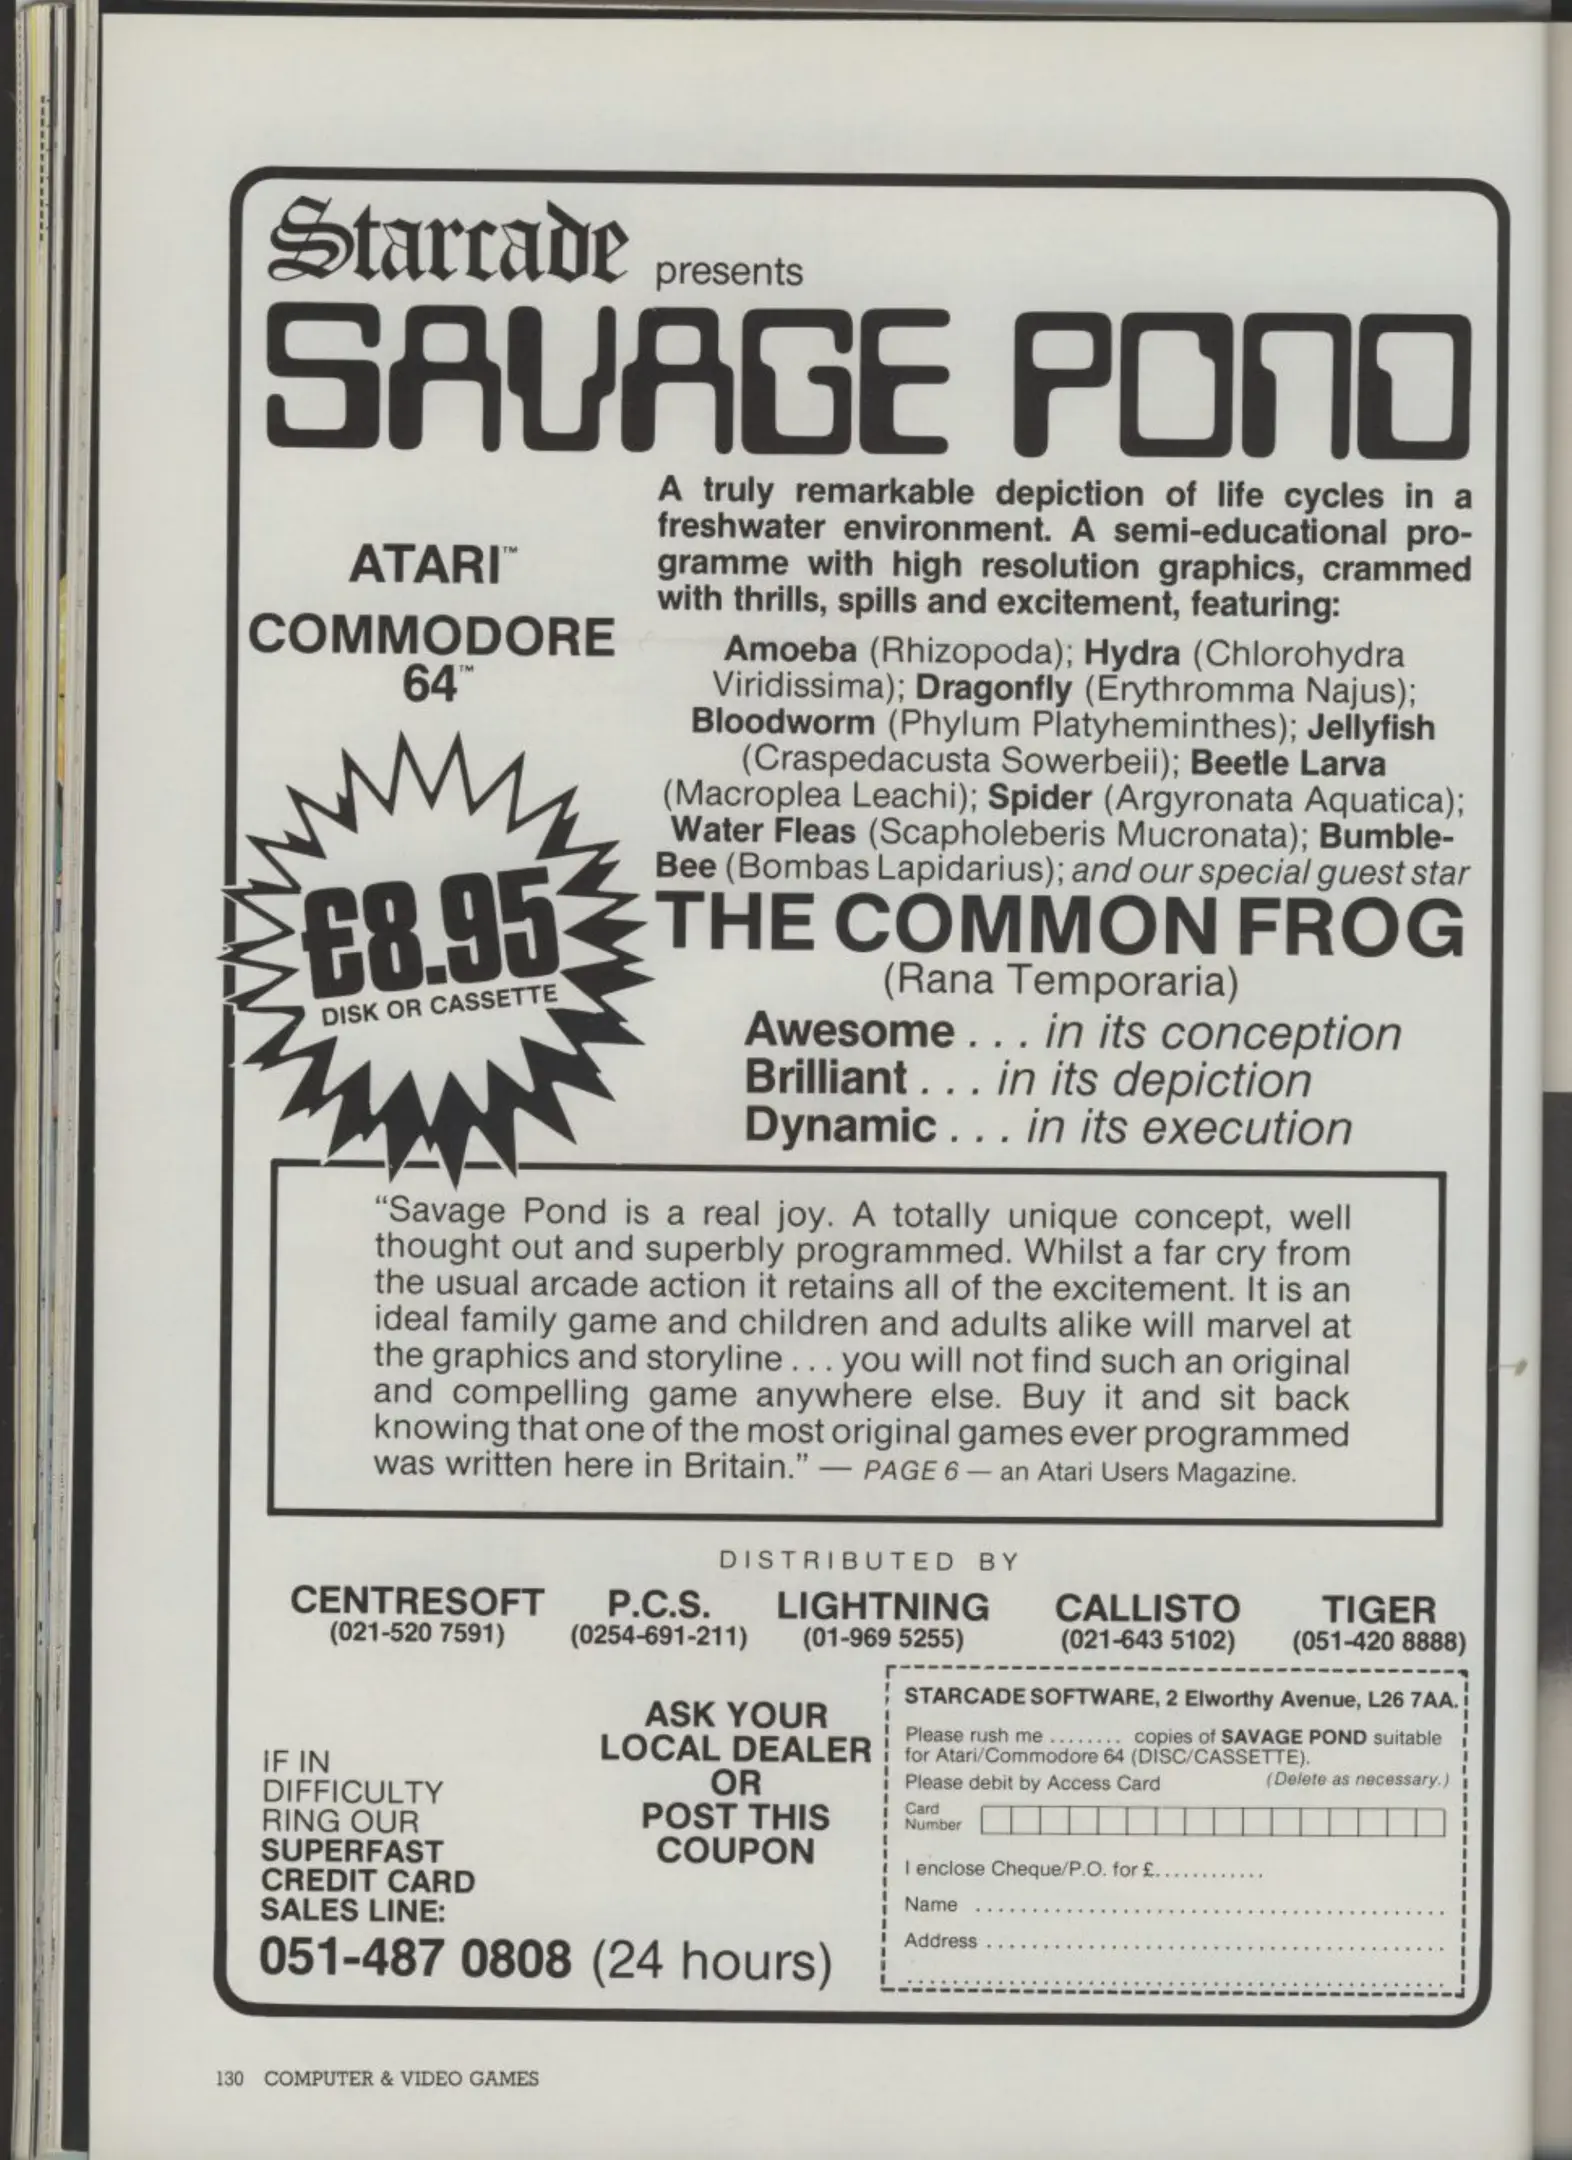 Starcade presents
SAVAGE POND
ATARI™
COMMODORE
64™
£8.95
DISK OR CASSETTE
A truly remarkable depiction of life cycles in a
freshwater environment. A semi-educational pro-
gramme with high resolution graphics, crammed
with thrills, spills and excitement, featuring:
Amoeba (Rhizopoda); Hydra (Chlorohydra
Viridissima); Dragonfly (Erythromma Najus);
Bloodworm (Phylum Platyheminthes); Jellyfish
(Craspedacusta Sowerbeii); Beetle Larva
(Macroplea Leachi); Spider (Argyronata Aquatica);
Water Fleas (Scapholeberis Mucronata); Bumble-
Bee (Bombas Lapidarius); and our special guest star
THE COMMON FROG
(Rana Temporaria)
Awesome . . . in its conception
Brilliant . . . in its depiction
Dynamic . . . in its execution
“Savage Pond is a real joy. A totally unique concept, well
thought out and superbly programmed. Whilst a far cry from
the usual arcade action it retains all of the excitement. It is an
ideal family game and children and adults alike will marvel at
the graphics and storyline . . . you will not find such an original
and compelling game anywhere else. Buy it and sit back
knowing that one of the most original games ever programmed
was written here in Britain.” — PAGE 6 — an Atari Users Magazine.
DISTRIBUTED BY
CENTRESOFT P.C.S. LIGHTNING CALLISTO TIGER
(021-520 7591) (0254-691-211) (01-969 5255) (021-643 5102) (051-420 8888)
IF IN
DIFFICULTY
RING OUR
SUPERFAST
CREDIT CARD
SALES LINE:
051-487 0808 (24 hours)
ASK YOUR
LOCAL DEALER
OR
POST THIS
COUPON
STARCADE SOFTWARE, 2 Elworthy Avenue, L26 7AA.
Please rush me ........ copies of SAVAGE POND suitable
for Atari/Commodore 64 (DISC/CASSETTE).
Please debit by Access Card (Delete as necessary.)
Card
Number
I enclose Cheque/P.O. for £............
Name ..........................................
Address .........................................
................................................
130 COMPUTER & VIDEO GAMES